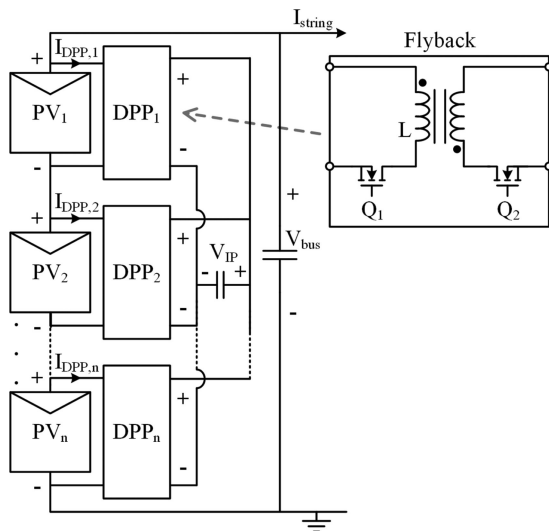 I_string
Flyback
+ I_DPP,1
PV_1
DPP_1
+
-
-
L
Q_1
Q_2
+ I_DPP,2
PV_2
DPP_2
+
-
-
- V_IP +
+
V_bus
-
+ I_DPP,n
PV_n
DPP_n
+
-
-